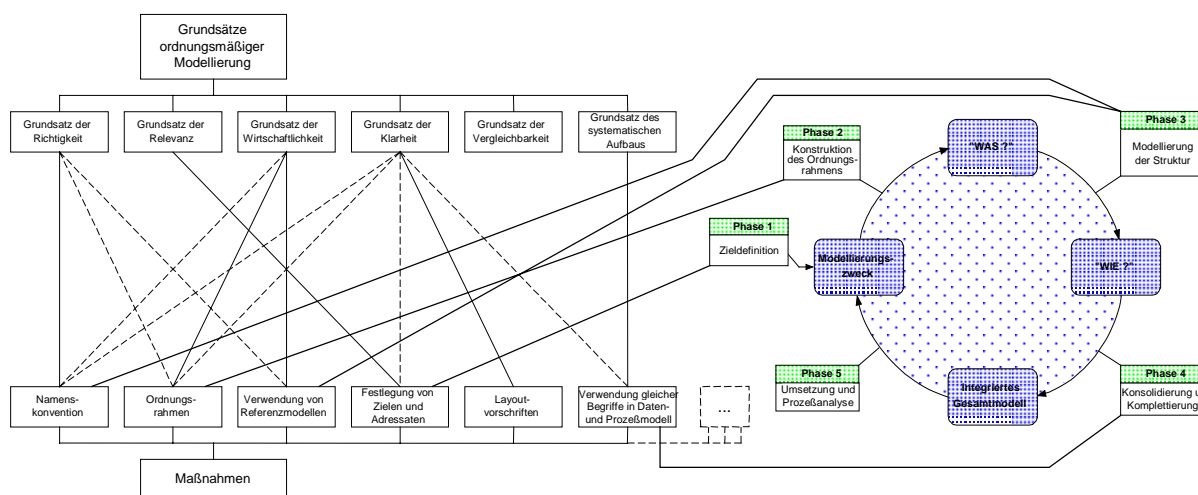 Grundsätze
ordnungsmäßiger
Modellierung
Grundsatz der
Richtigkeit
Grundsatz der
Relevanz
Grundsatz der
Wirtschaftlichkeit
Grundsatz der
Klarheit
Grundsatz der
Vergleichbarkeit
Grundsatz des
systematischen
Aufbaus
Namens-
konvention
Ordnungs-
rahmen
Verwendung von
Referenzmodellen
Festlegung von
Zielen und
Adressaten
Layout-
vorschriften
Verwendung gleicher
Begriffe in Daten-
und Prozeßmodell
...
Maßnahmen
Phase 1
Zieldefinition
Phase 2
Konstruktion
des Ordnungs-
rahmens
"WAS ?"
Phase 3
Modellierung
der Struktur
Modellierungs-
zweck
"WIE ?"
Phase 5
Umsetzung und
Prozeßanalyse
Integriertes
Gesamtmodell
Phase 4
Konsolidierung u
Komplettierung